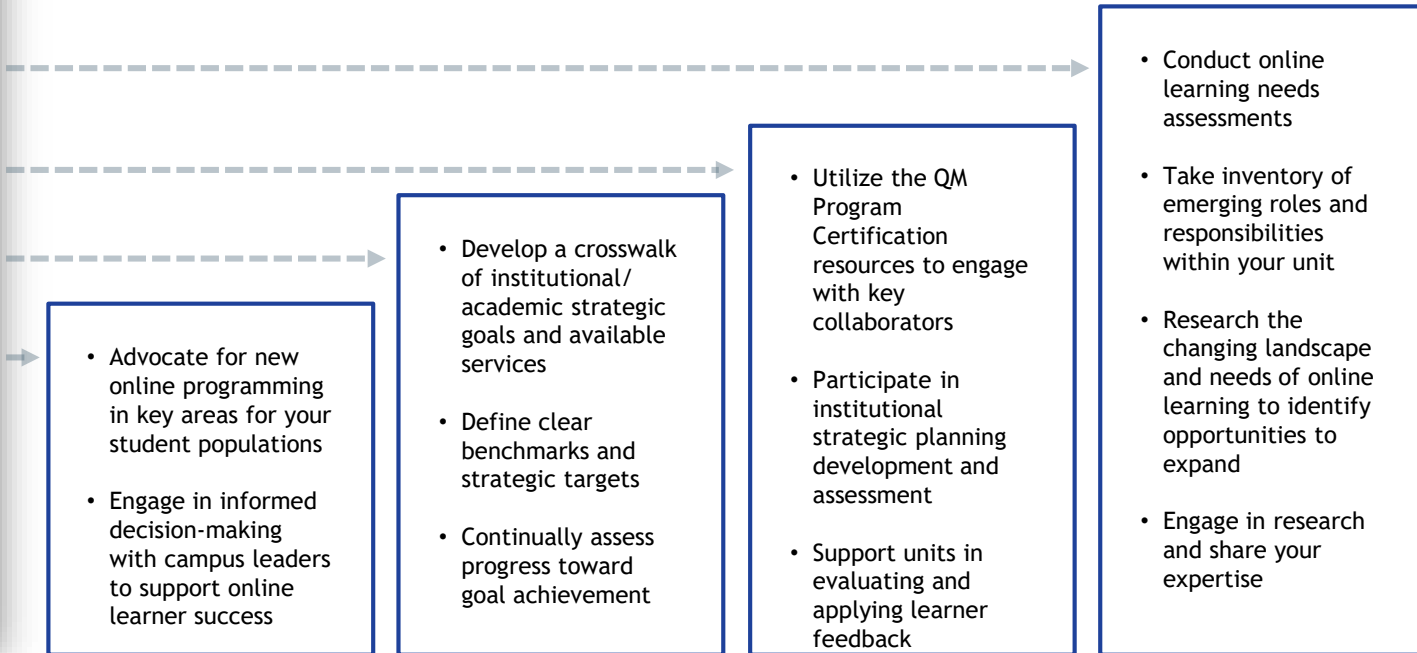 • Advocate for new
online programming
in key areas for your
student populations
• Engage in informed
decision-making
with campus leaders
to support online
learner success
• Develop a crosswalk
of institutional/
academic strategic
goals and available
services
• Define clear
benchmarks and
strategic targets
• Continually assess
progress toward
goal achievement
• Utilize the QM
Program
Certification
resources to engage
with key
collaborators
• Participate in
institutional
strategic planning
development and
assessment
• Support units in
evaluating and
applying learner
feedback
• Conduct online
learning needs
assessments
• Take inventory of
emerging roles and
responsibilities
within your unit
• Research the
changing landscape
and needs of online
learning to identify
opportunities to
expand
• Engage in research
and share your
expertise